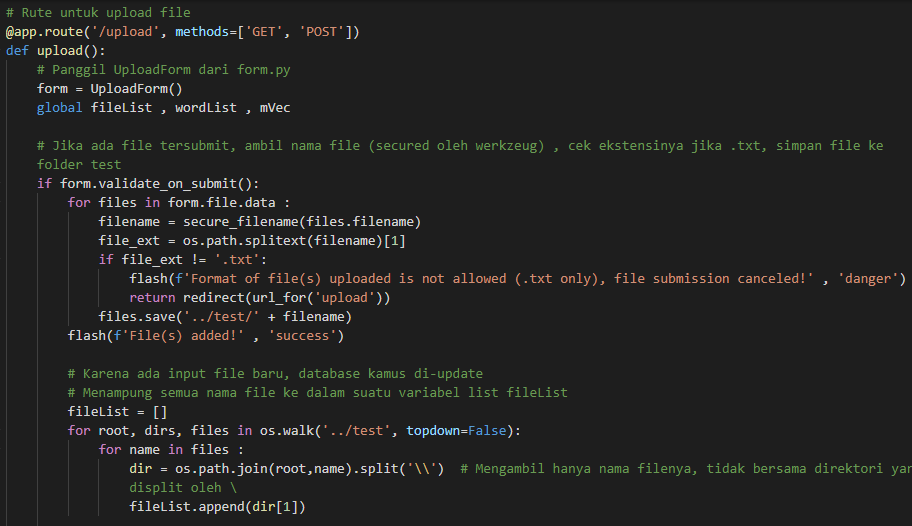 # Rute untuk upload file
@app.route('/upload', methods=['GET', 'POST'])
def upload():
    # Panggil UploadForm dari form.py
    form = UploadForm()
    global fileList , wordList , mVec

    # Jika ada file tersubmit, ambil nama file (secured oleh werkzeug) , cek ekstensinya jika .txt, simpan file ke
    folder test
    if form.validate_on_submit():
        for files in form.file.data :
            filename = secure_filename(files.filename)
            file_ext = os.path.splitext(filename)[1]
            if file_ext != '.txt':
                flash(f'Format of file(s) uploaded is not allowed (.txt only), file submission canceled!' , 'danger')
                return redirect(url_for('upload'))
            files.save('../test/' + filename)
        flash(f'File(s) added!' , 'success')

        # Karena ada input file baru, database kamus di-update
        # Menampung semua nama file ke dalam suatu variabel list fileList
        fileList = []
        for root, dirs, files in os.walk('../test', topdown=False):
            for name in files :
                dir = os.path.join(root,name).split('\\')  # Mengambil hanya nama filenya, tidak bersama direktori
                displit oleh \
                fileList.append(dir[1])